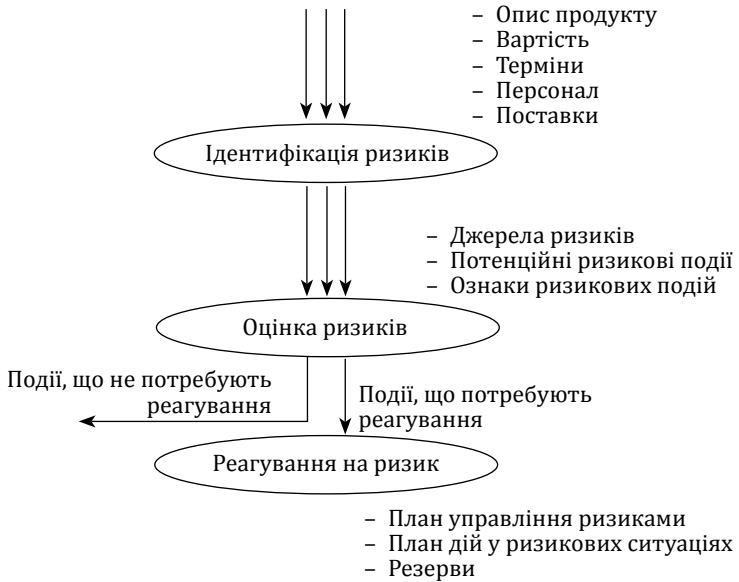 – Опис продукту
– Вартість
– Терміни
– Персонал
– Поставки
Ідентифікація ризиків
– Джерела ризиків
– Потенційні ризикові події
– Ознаки ризикових подій
Оцінка ризиків
Події, що не потребують
реагування
Події, що потребують
реагування
Реагування на ризик
– План управління ризиками
– План дій у ризикових ситуаціях
– Резерви